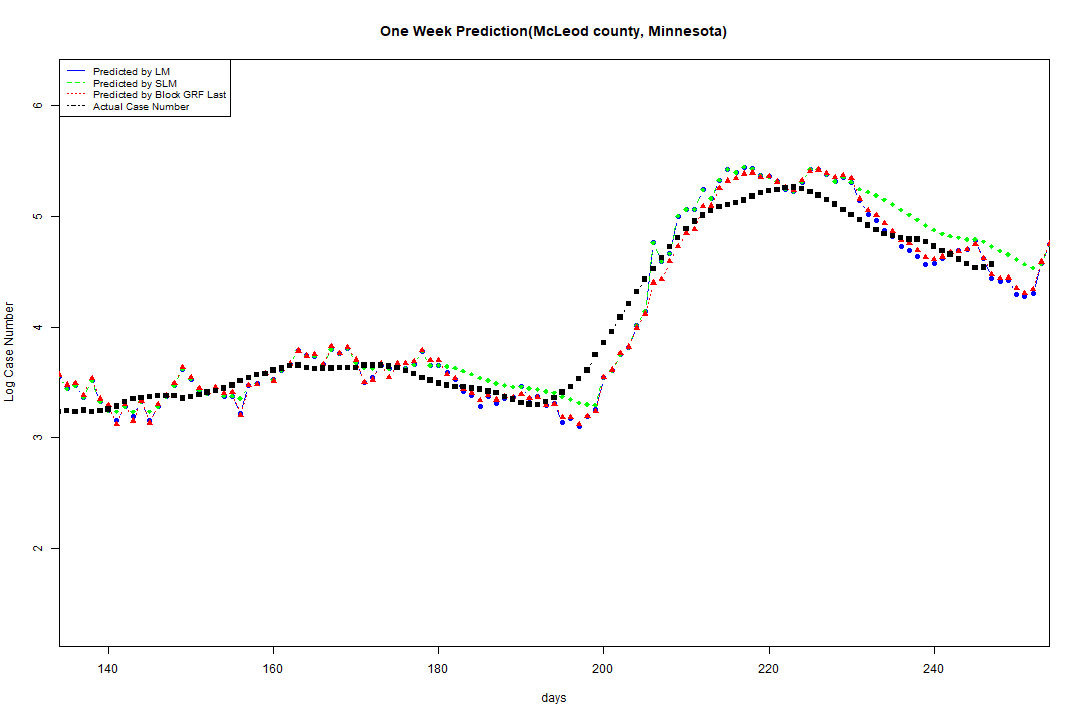 One Week Prediction(McLeod county, Minnesota)
Predicted by LM
Predicted by SLM
Predicted by Block GRF Last
Actual Case Number
6
5
4
3
2
Log Case Number
140 160 180 200 220 240
days